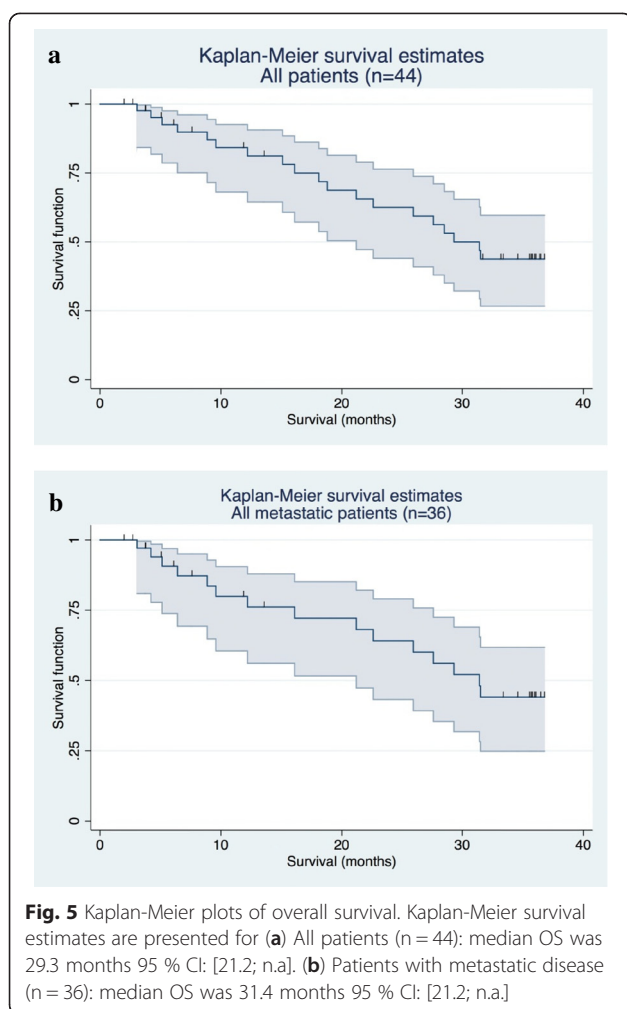 a
Kaplan-Meier survival estimates
All patients (n=44)
Survival function
1
.75
.5
.25
0
0 10 20 30 40
Survival (months)
b
Kaplan-Meier survival estimates
All metastatic patients (n=36)
Survival function
1
.75
.5
.25
0
0 10 20 30 40
Survival (months)
Fig. 5 Kaplan-Meier plots of overall survival. Kaplan-Meier survival
estimates are presented for (a) All patients (n = 44): median OS was
29.3 months 95 % CI: [21.2; n.a]. (b) Patients with metastatic disease
(n = 36): median OS was 31.4 months 95 % CI: [21.2; n.a.]